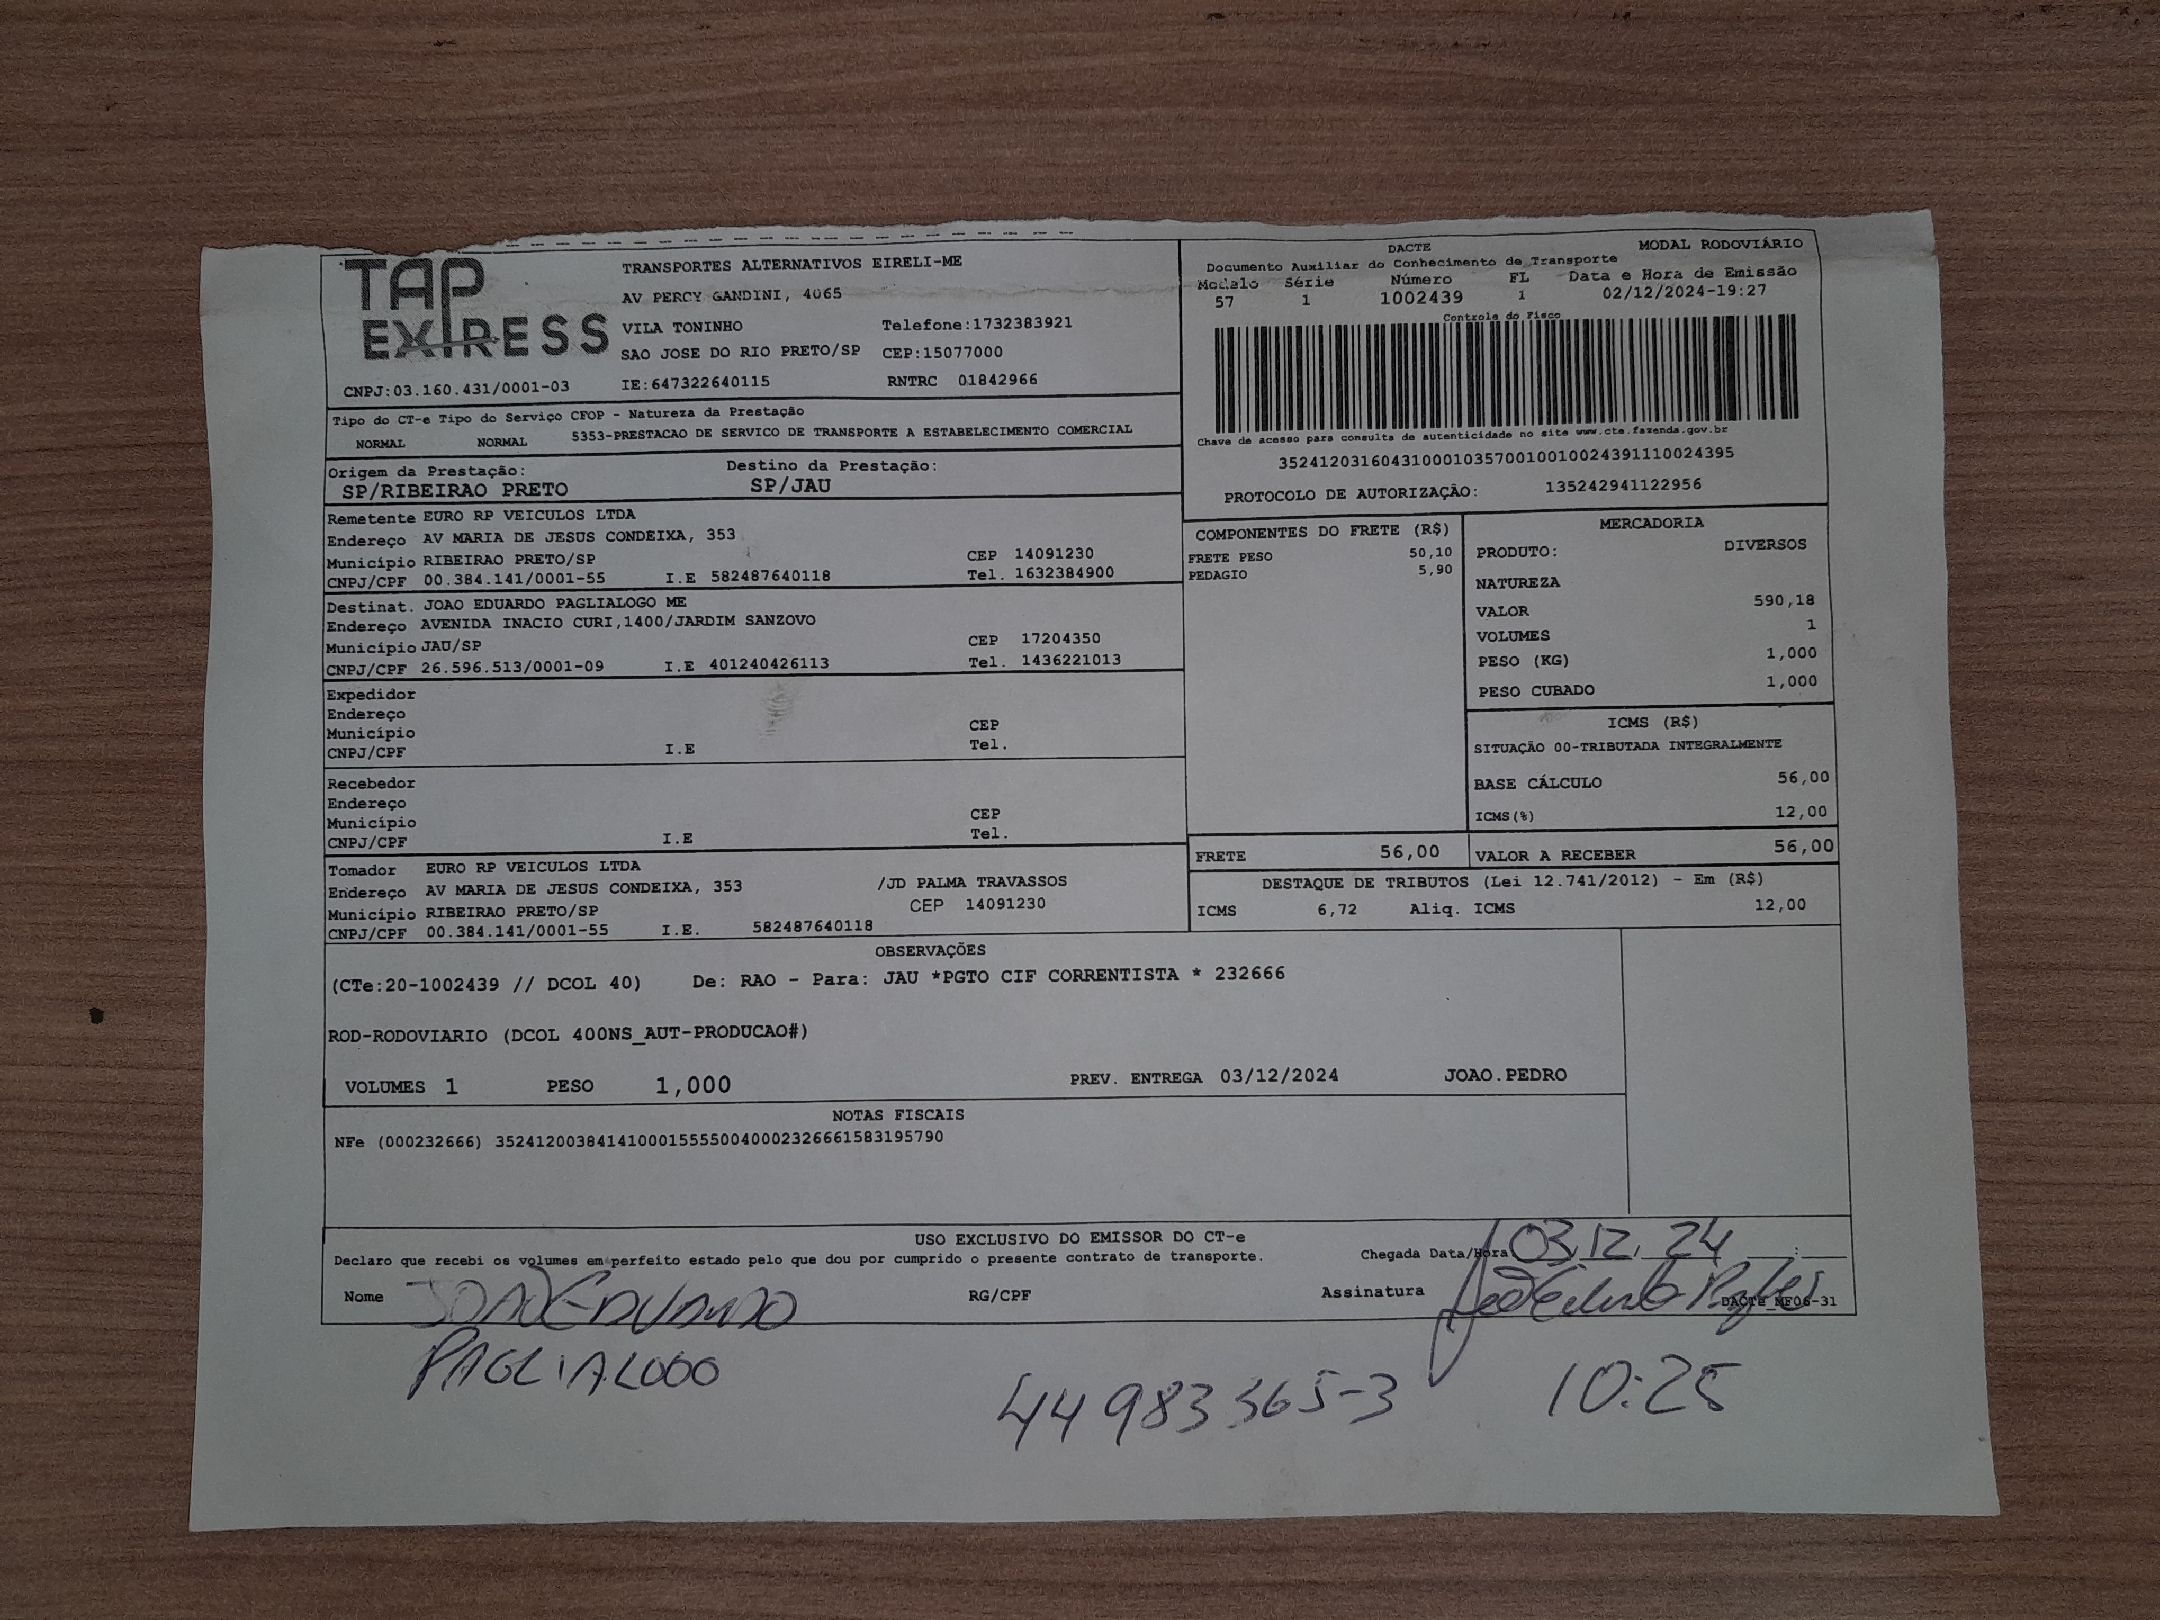 TAP
EXPRESS
TRANSPORTES ALTERNATIVOS EIRELI-ME
AV PERCY GANDINI, 4065
VILA TONINHO Telefone:1732383921
SAO JOSE DO RIO PRETO/SP CEP:15077000
CNPJ:03.160.431/0001-03 IE:647322640115 RNTRC 01842966
DACTE MODAL RODOVIÁRIO
Documento Auxiliar do Conhecimento de Transporte
Modelo Série Número FL Data e Hora de Emissão
57 1 1002439 1 02/12/2024-19:27
Controle do Fisco
Chave de acesso para consulta de autenticidade no site www.cte.fazenda.gov.br
35241203160431000103570010010024391110024395
PROTOCOLO DE AUTORIZAÇÃO: 135242941122956
Tipo do CT-e Tipo do Serviço CFOP - Natureza da Prestação
NORMAL NORMAL 5353-PRESTACAO DE SERVICO DE TRANSPORTE A ESTABELECIMENTO COMERCIAL
Origem da Prestação: Destino da Prestação:
SP/RIBEIRAO PRETO SP/JAU
Remetente EURO RP VEICULOS LTDA
Endereço AV MARIA DE JESUS CONDEIXA, 353
Município RIBEIRAO PRETO/SP CEP 14091230
CNPJ/CPF 00.384.141/0001-55 I.E 582487640118 Tel. 1632384900
Destinat. JOAO EDUARDO PAGLIALOGO ME
Endereço AVENIDA INACIO CURI,1400/JARDIM SANZOVO
Município JAU/SP CEP 17204350
CNPJ/CPF 26.596.513/0001-09 I.E 401240426113 Tel. 1436221013
Expedidor
Endereço
Município CEP
CNPJ/CPF I.E Tel.
Recebedor
Endereço
Município CEP
CNPJ/CPF I.E Tel.
Tomador EURO RP VEICULOS LTDA
Endereço AV MARIA DE JESUS CONDEIXA, 353 /JD PALMA TRAVASSOS
Município RIBEIRAO PRETO/SP CEP 14091230
CNPJ/CPF 00.384.141/0001-55 I.E. 582487640118
COMPONENTES DO FRETE (R$)
FRETE PESO 50,10
PEDAGIO 5,90
MERCADORIA
PRODUTO: DIVERSOS
NATUREZA
VALOR 590,18
VOLUMES 1
PESO (KG) 1,000
PESO CUBADO 1,000
ICMS (R$)
SITUAÇÃO 00-TRIBUTADA INTEGRALMENTE
BASE CÁLCULO 56,00
ICMS(%) 12,00
FRETE 56,00 VALOR A RECEBER 56,00
DESTAQUE DE TRIBUTOS (Lei 12.741/2012) - Em (R$)
ICMS 6,72 Aliq. ICMS 12,00
OBSERVAÇÕES
(CTe:20-1002439 // DCOL 40) De: RAO - Para: JAU *PGTO CIF CORRENTISTA * 232666
ROD-RODOVIARIO (DCOL 400NS_AUT-PRODUCAO#)
VOLUMES 1 PESO 1,000 PREV. ENTREGA 03/12/2024 JOAO.PEDRO
NOTAS FISCAIS
NFe (000232666) 35241200384141000155550040002326661583195790
USO EXCLUSIVO DO EMISSOR DO CT-e
Declaro que recebi os volumes em perfeito estado pelo que dou por cumprido o presente contrato de transporte. Chegada Data/Hora 03.12.24
Nome JOAO EDUARDO RG/CPF Assinatura DACTe_MF06-31
PAGLIALOGO
44 983 365-3 10:25